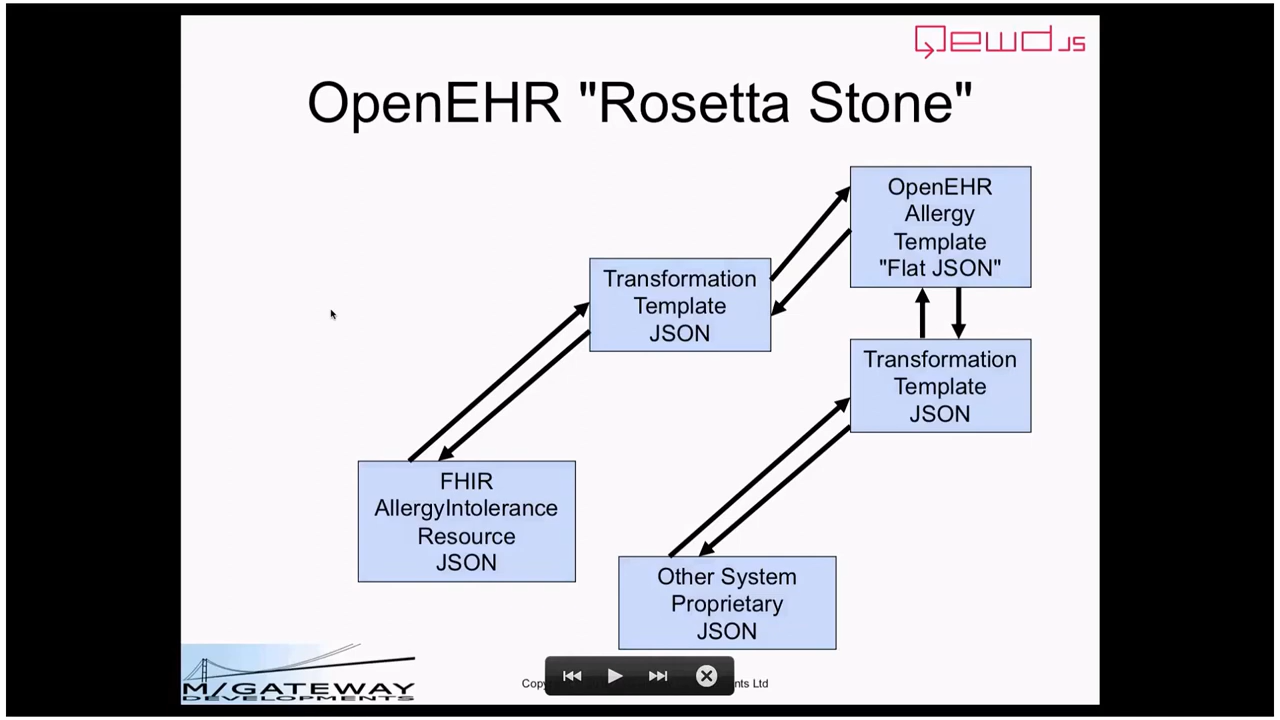 Qewd JS
OpenEHR "Rosetta Stone"
OpenEHR
Allergy
Template
"Flat JSON"
Transformation
Template
JSON
Transformation
Template
JSON
FHIR
AllergyIntolerance
Resource
JSON
Other System
Proprietary
JSON
M/GATEWAY
DEVELOPMENTS
Ltd